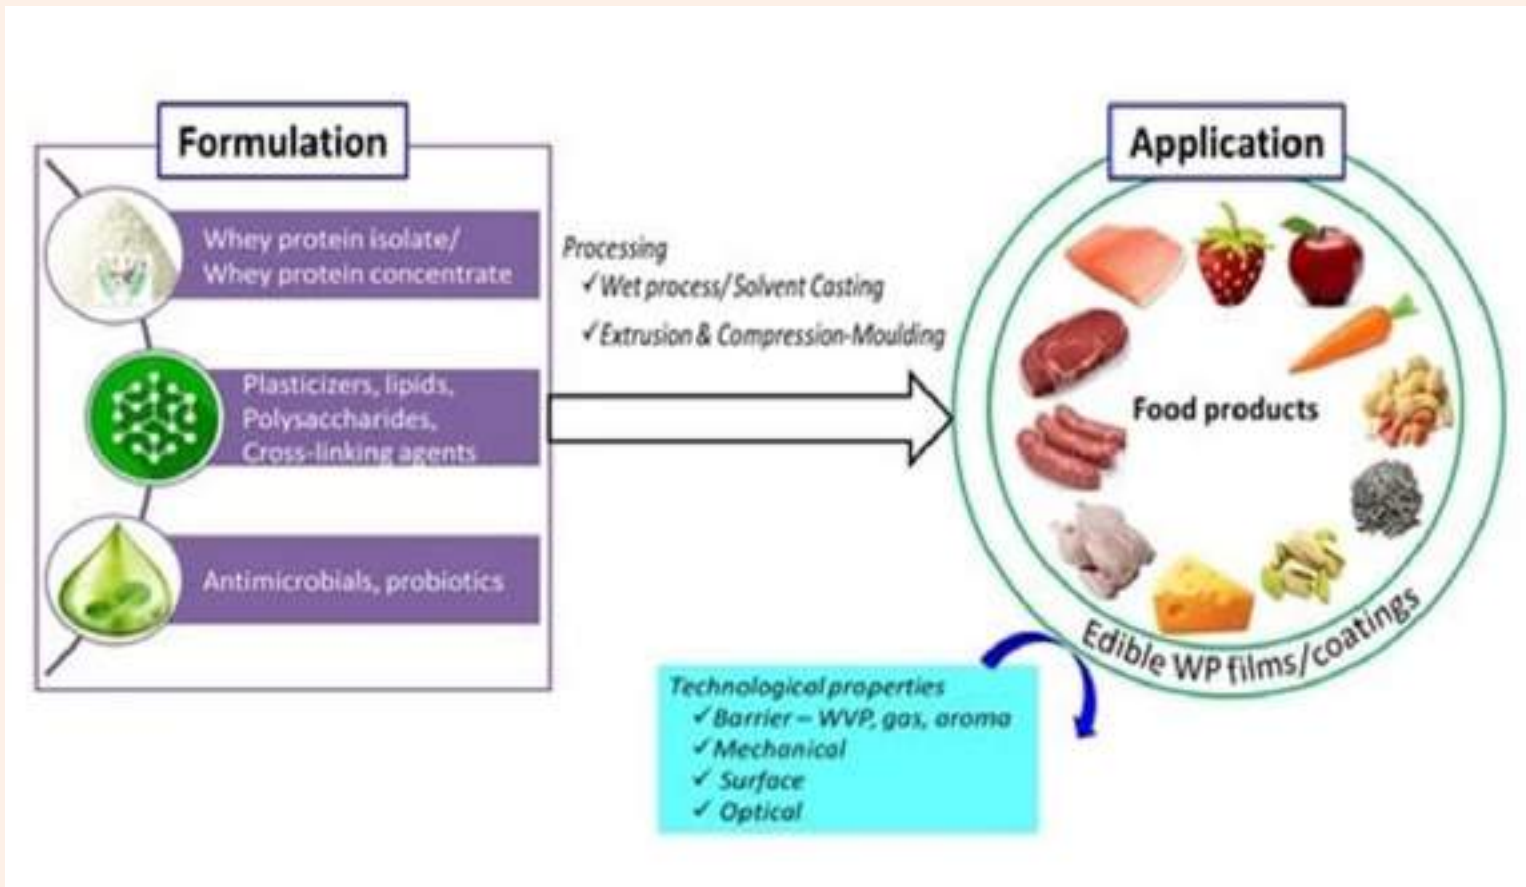 Formulation
Whey protein isolate/
Whey protein concentrate
Plasticizers, lipids,
Polysaccharides,
Cross-linking agents
Antimicrobials, probiotics
Processing
✓Wet process/ Solvent Casting
✓Extrusion & Compression-Moulding
Application
Food products
Edible WP films/coatings
Technological properties
✓Barrier – WVP, gas, aroma
✓Mechanical
✓ Surface
✓ Optical